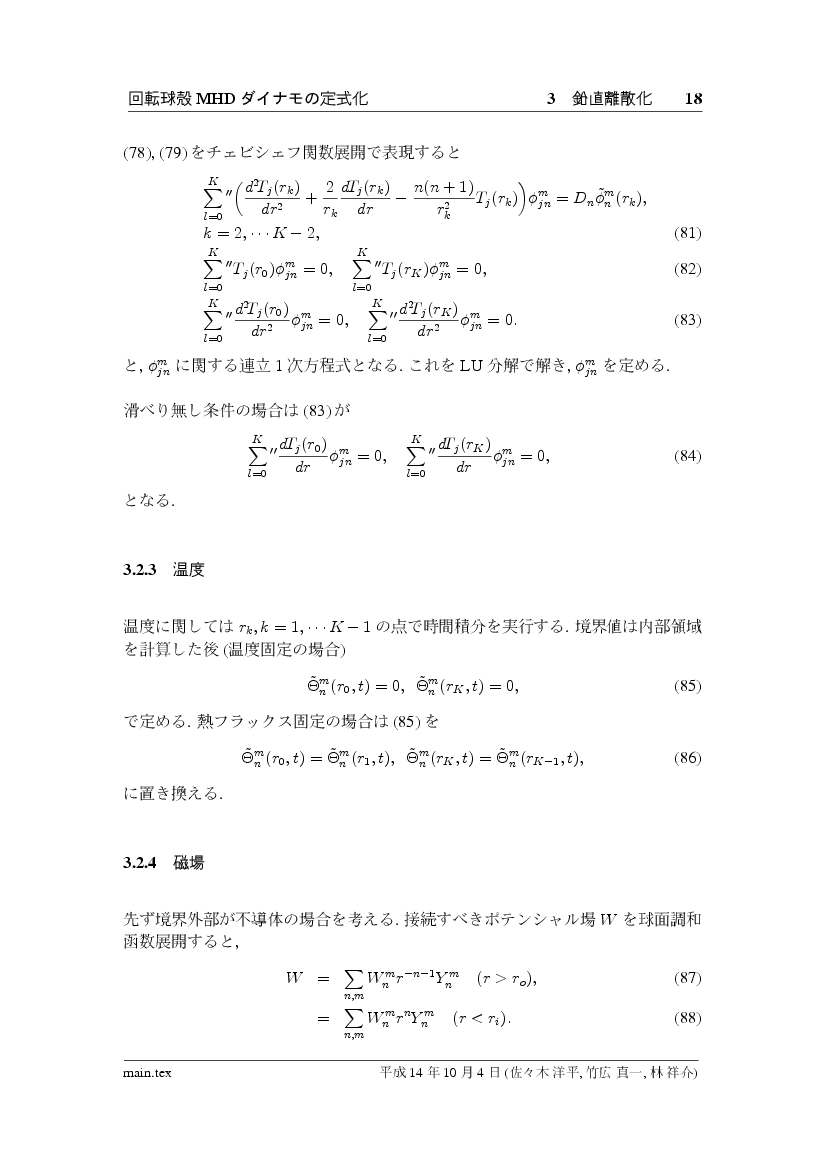 回転球殻 MHD ダイナモの定式化 3 鉛直離散化 18
(78), (79) をチェビシェフ関数展開で表現すると
\sum_{l=0}^{K}{}'' \left( \frac{d^2T_j(r_k)}{dr^2} + \frac{2}{r_k} \frac{dT_j(r_k)}{dr} - \frac{n(n+1)}{r_k^2} T_j(r_k) \right) \phi_{jn}^m = D_n \tilde{\phi}_n^m(r_k),
k = 2, \cdots K - 2, (81)
\sum_{l=0}^{K}{}'' T_j(r_0)\phi_{jn}^m = 0, \sum_{l=0}^{K}{}'' T_j(r_K)\phi_{jn}^m = 0, (82)
\sum_{l=0}^{K}{}'' \frac{d^2T_j(r_0)}{dr^2} \phi_{jn}^m = 0, \sum_{l=0}^{K}{}'' \frac{d^2T_j(r_K)}{dr^2} \phi_{jn}^m = 0. (83)
と, \phi_{jn}^m に関する連立 1 次方程式となる. これを LU 分解で解き, \phi_{jn}^m を定める.
滑べり無し条件の場合は (83) が
\sum_{l=0}^{K}{}'' \frac{dT_j(r_0)}{dr} \phi_{jn}^m = 0, \sum_{l=0}^{K}{}'' \frac{dT_j(r_K)}{dr} \phi_{jn}^m = 0, (84)
となる.
3.2.3 温度
温度に関しては r_k, k = 1, \cdots K - 1 の点で時間積分を実行する. 境界値は内部領域
を計算した後 (温度固定の場合)
\tilde{\Theta}_n^m(r_0, t) = 0, \tilde{\Theta}_n^m(r_K, t) = 0, (85)
で定める. 熱フラックス固定の場合は (85) を
\tilde{\Theta}_n^m(r_0, t) = \tilde{\Theta}_n^m(r_1, t), \tilde{\Theta}_n^m(r_K, t) = \tilde{\Theta}_n^m(r_{K-1}, t), (86)
に置き換える.
3.2.4 磁場
先ず境界外部が不導体の場合を考える. 接続すべきポテンシャル場 W を球面調和
函数展開すると,
W = \sum_{n,m} W_n^m r^{-n-1} Y_n^m (r > r_o), (87)
= \sum_{n,m} W_n^m r^n Y_n^m (r < r_i). (88)
main.tex 平成 14 年 10 月 4 日 (佐々木 洋平, 竹広 真一, 林 祥介)